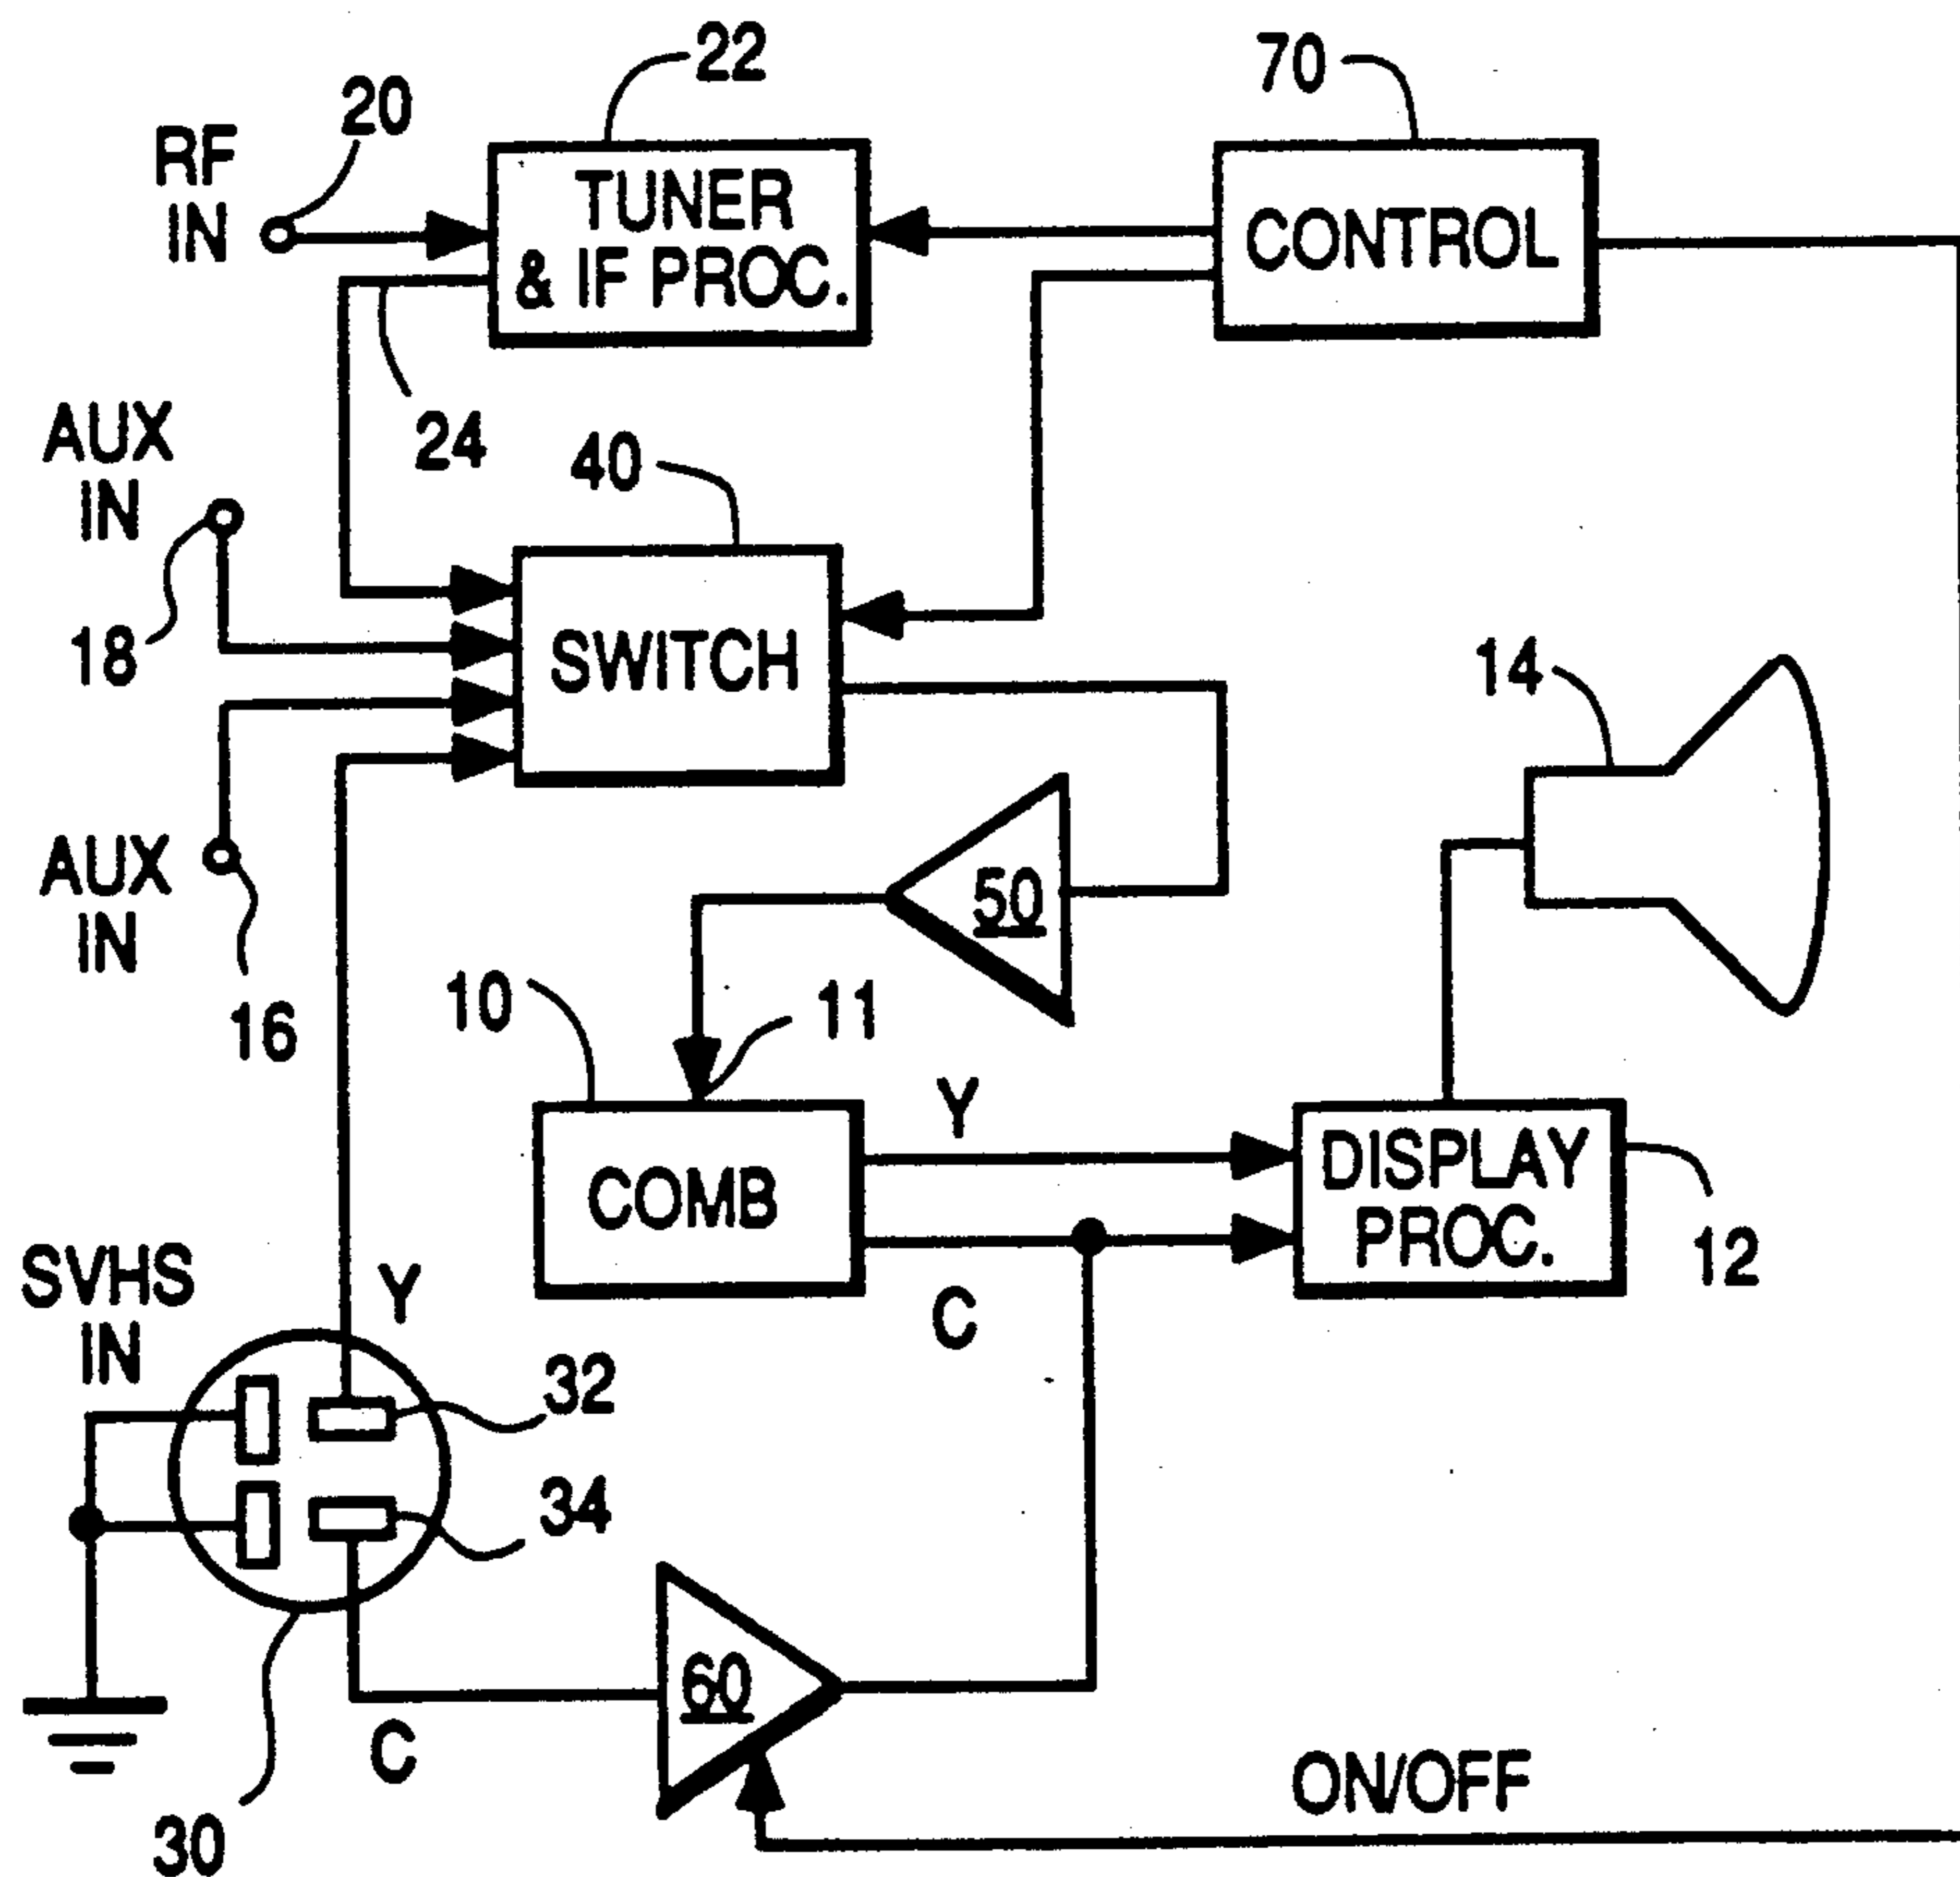 22
70
20
RF
IN
TUNER
& IF PROC.
CONTROL
24
AUX
IN
40
18
SWITCH
14
AUX
IN
50
16
10
11
Y
COMB
DISPLAY
PROC.
12
C
SVHS
IN
Y
32
34
60
C
ON/OFF
30